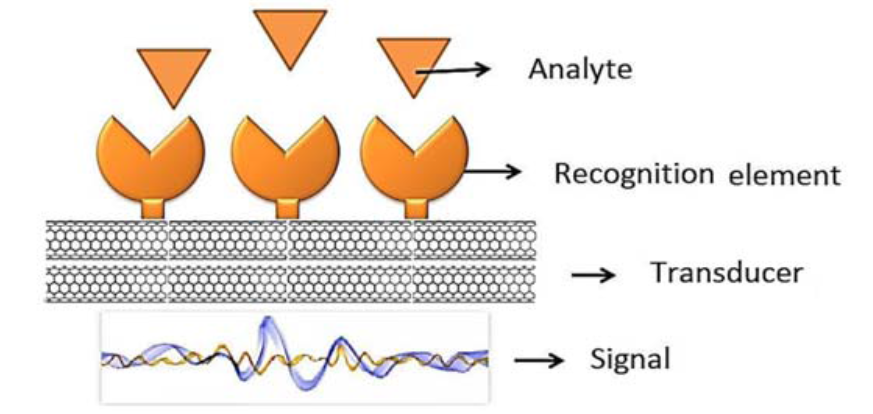 Analyte
Recognition element
Transducer
Signal